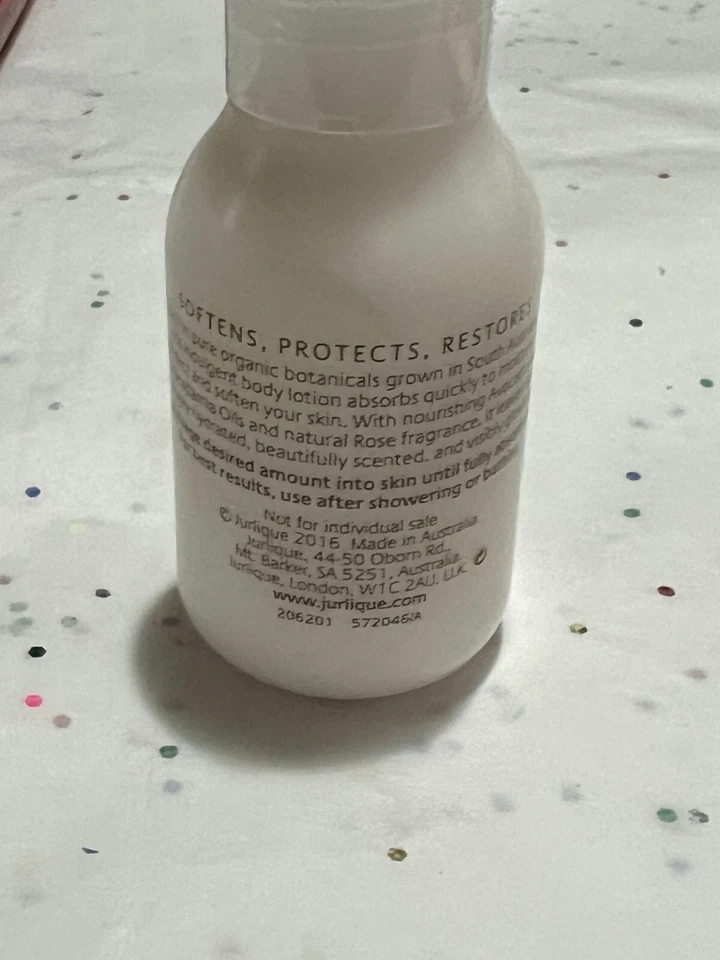 SOFTENS, PROTECTS, RESTORES
pure organic botanicals grown in South
indulgent body lotion absorbs quickly to
and soften your skin. With nourishing
Oils and natural Rose fragrance, it
hydrated, beautifully scented, and visibly
desired amount into skin until fully
best results, use after showering or
Not for individual sale
© Jurlique 2016 Made in Australia
Jurlique, 44-50 Oborn Rd.,
Mt. Barker, SA 5251, Australia
Jurlique, London, W1C 2AU. U.K.
www.jurlique.com
206201 572046/A